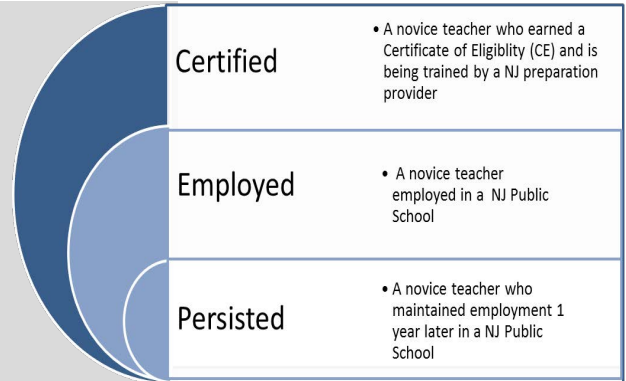 Certified
• A novice teacher who earned a
Certificate of Eligiblity (CE) and is
being trained by a NJ preparation
provider
Employed
• A novice teacher
employed in a NJ Public
School
Persisted
• A novice teacher who
maintained employment 1
year later in a NJ Public
School